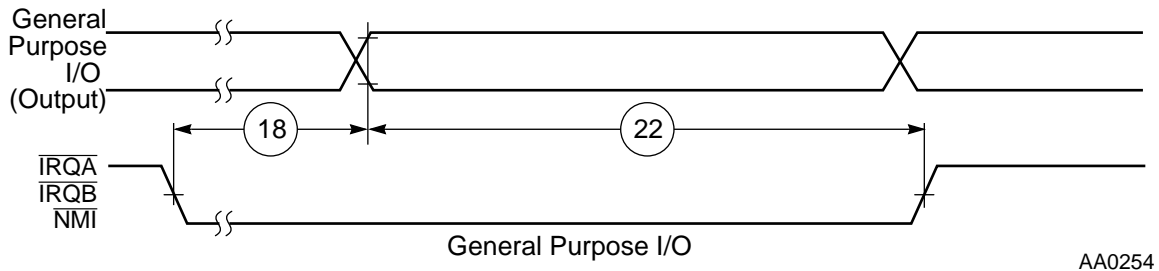 General
Purpose
I/O
(Output)
18
22
IRQA
IRQB
NMI
General Purpose I/O
AA0254